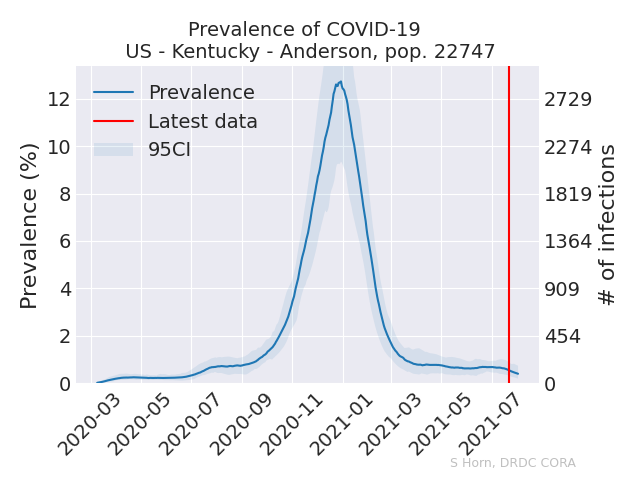 Prevalence of COVID-19
US - Kentucky - Anderson, pop. 22747
Prevalence
Latest data
95CI
Prevalence (%)
12
10
8
6
4
2
0
2729
2274
1819
1364
909
454
0
# of infections
2020-03
2020-05
2020-07
2020-09
2020-11
2021-01
2021-03
2021-05
2021-07
S Horn, DRDC CORA